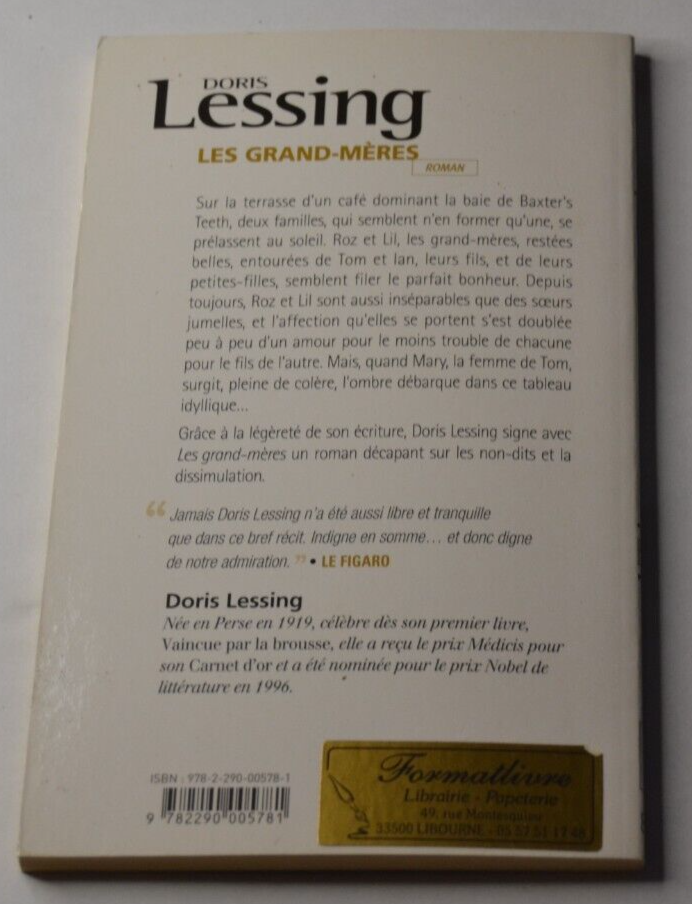 DORIS
Lessing
LES GRAND-MÈRES
ROMAN
Sur la terrasse d'un café dominant la baie de Baxter's
Teeth, deux familles, qui semblent n'en former qu'une, se
prélassent au soleil. Roz et Lil, les grand-mères, restées
belles, entourées de Tom et Ian, leurs fils, et de leurs
petites-filles, semblent filer le parfait bonheur. Depuis
toujours, Roz et Lil sont aussi inséparables que des sœurs
jumelles, et l'affection qu'elles se portent s'est doublée
peu à peu d'un amour pour le moins trouble de chacune
pour le fils de l'autre. Mais, quand Mary, la femme de Tom,
surgit, pleine de colère, l'ombre débarque dans ce tableau
idyllique...
Grâce à la légèreté de son écriture, Doris Lessing signe avec
Les grand-mères un roman décapant sur les non-dits et la
dissimulation.
“ Jamais Doris Lessing n'a été aussi libre et tranquille
que dans ce bref récit. Indigne en somme... et donc digne
de notre admiration. ” • LE FIGARO
Doris Lessing
Née en Perse en 1919, célèbre dès son premier livre,
Vaincue par la brousse, elle a reçu le prix Médicis pour
son Carnet d'or et a été nominée pour le prix Nobel de
littérature en 1996.
ISBN : 978-2-290-00578-1
9 782290 005781
Formatlivre
Librairie - Papeterie
49, rue Montesquieu
33500 LIBOURNE - 05 57 51 17 48